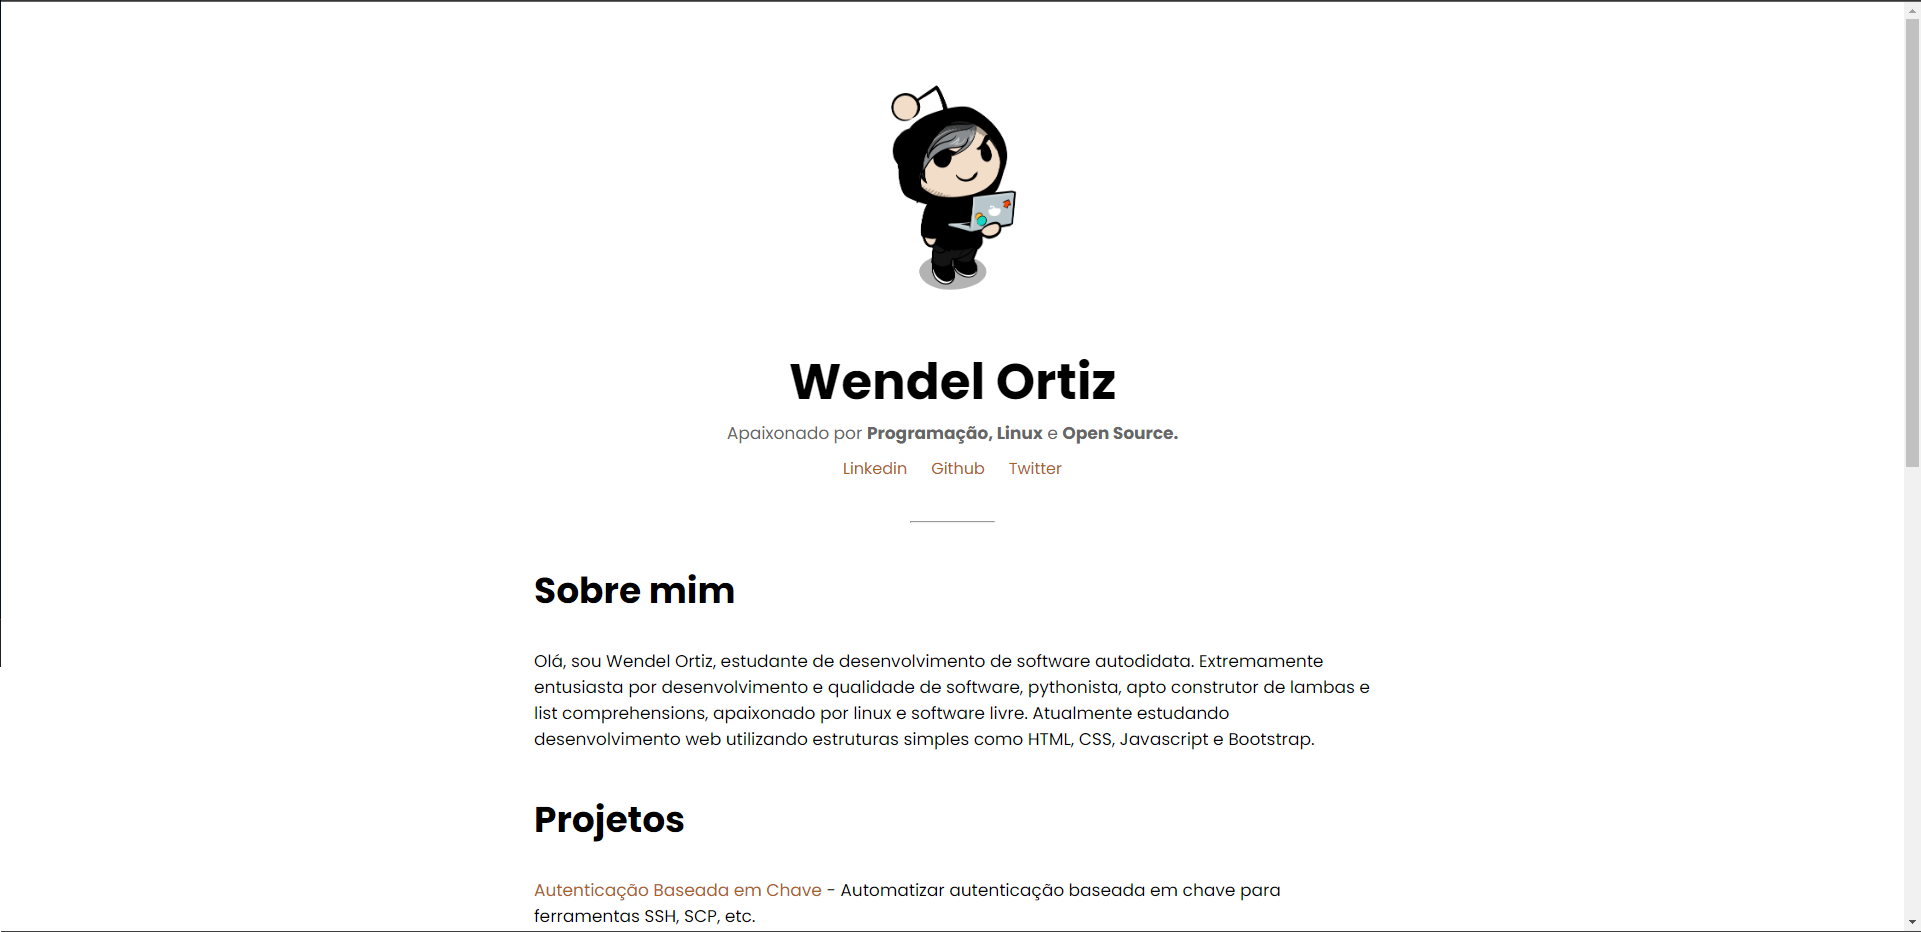 Wendel Ortiz
Apaixonado por Programação, Linux e Open Source.
Linkedin Github Twitter
Sobre mim
Olá, sou Wendel Ortiz, estudante de desenvolvimento de software autodidata. Extremamente
entusiasta por desenvolvimento e qualidade de software, pythonista, apto construtor de lambas e
list comprehensions, apaixonado por linux e software livre. Atualmente estudando
desenvolvimento web utilizando estruturas simples como HTML, CSS, Javascript e Bootstrap.
Projetos
Autenticação Baseada em Chave - Automatizar autenticação baseada em chave para
ferramentas SSH, SCP, etc.